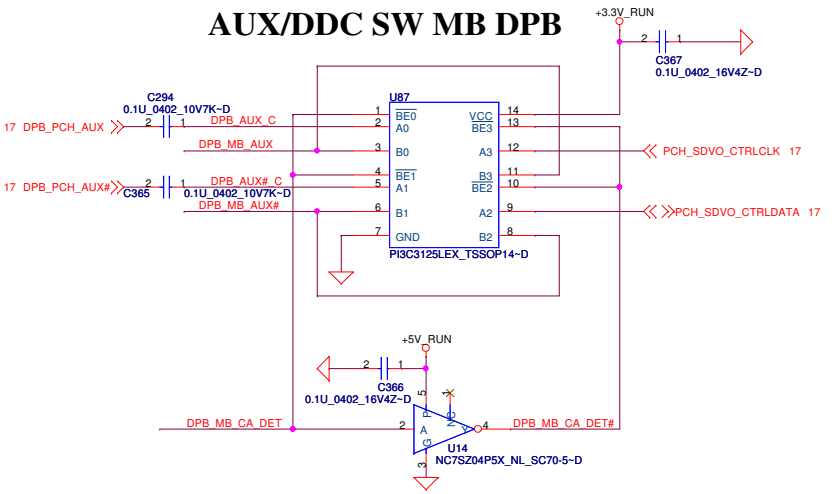 AUX/DDC SW MB DPB
+3.3V_RUN
2 1
C367
0.1U_0402_16V4Z~D
C294
0.1U_0402_10V7K~D
U87
17 DPB_PCH_AUX
2 1
DPB_AUX_C
1 BE0
2 A0
VCC 14
BE3 13
DPB_MB_AUX
3 B0
A3 12
PCH_SDVO_CTRLCLK 17
4 BE1
B3 11
17 DPB_PCH_AUX#
2 1
DPB_AUX#_C
5 A1
BE2 10
C365
0.1U_0402_10V7K~D
DPB_MB_AUX#
6 B1
A2 9
PCH_SDVO_CTRLDATA 17
7 GND
B2 8
PI3C3125LEX_TSSOP14~D
+5V_RUN
2 1
C366
0.1U_0402_16V4Z~D
5 P
1 NC
DPB_MB_CA_DET
2 A
Y 4
DPB_MB_CA_DET#
G 3
U14
NC7SZ04P5X_NL_SC70-5~D